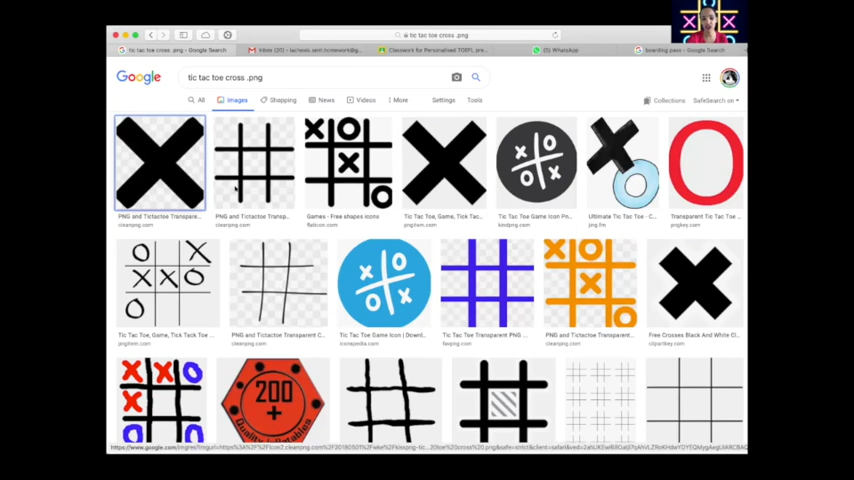 tic tac toe cross .png
tic tac toe cross .png - Google Search
Classwork for Personalised TOEFL pre...
(5) WhatsApp
boarding pass - Google Search
Google
tic tac toe cross .png
All Images Shopping News Videos More Settings Tools
Collections SafeSearch on
PNG and Tictactoe Transpare...
cleanpng.com
PNG and Tictactoe Transp...
cleanpng.com
Games - Free shapes icons
flaticon.com
Tic Tac Toe, Game, Tick Tac...
pngitem.com
Tic Tac Toe Game Icon Pn...
kindpng.com
Ultimate Tic Tac Toe - C...
png.fm
Transparent Tic Tac Toe ...
pngkey.com
Tic Tac Toe, Game, Tick Tack Toe ...
pngitem.com
PNG and Tictactoe Transparent C...
cleanpng.com
Tic Tac Toe Game Icon | Downl...
iconspedia.com
Tic Tac Toe Transparent PNG ...
favpng.com
PNG and Tictactoe Transparent...
cleanpng.com
Free Crosses Black And White Cl...
clipartkey.com
200
+